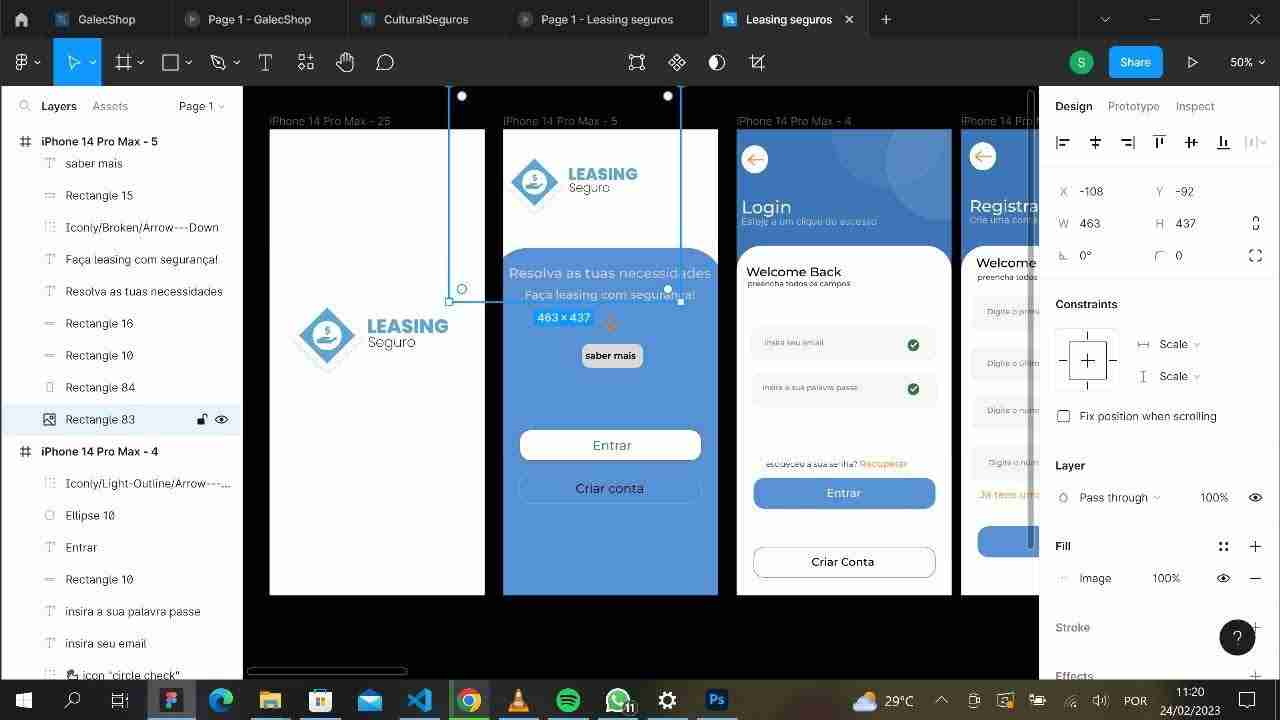 GalecShop
Page 1 - GalecShop
CulturalSeguros
Page 1 - Leasing seguros
Leasing seguros
S
Share
50%
Layers
Assets
Page 1
iPhone 14 Pro Max - 5
saber mais
Rectangle 15
Iconly/Broken/Arrow---Down
Faça leasing com segurança!
Resolva as tuas necessidades
Rectangle 16
Rectangle 10
Rectangle 84
Rectangle 83
iPhone 14 Pro Max - 4
Iconly/Light-Outline/Arrow---...
Ellipse 10
Entrar
Rectangle 10
insira a sua palavra passe
insira seu email
icon "circle check"
iPhone 14 Pro Max - 25
LEASING
Seguro
iPhone 14 Pro Max - 5
LEASING
Seguro
Resolva as tuas necessidades
Faça leasing com segurança!
463 × 437
saber mais
Entrar
Criar conta
iPhone 14 Pro Max - 4
Login
Esteje a um clique do sucesso
Welcome Back
preencha todos os campos
insira seu email
insira a sua palavra passe
esqueceu a sua senha? Recuperar
Entrar
Criar Conta
iPhone 14 Pro M
Registra
Crie uma con
Welcome
preencha todos
Digite o prim
Digite o últim
Digite o num
Digite o num
Já tens uma
Design
Prototype
Inspect
X -108
Y -92
W 463
H 437
0°
0
Constraints
Scale
Scale
Fix position when scrolling
Layer
Pass through
100%
Fill
Image
100%
Stroke
?
Effects
11
Ps
29°C
POR
11:20
24/02/2023